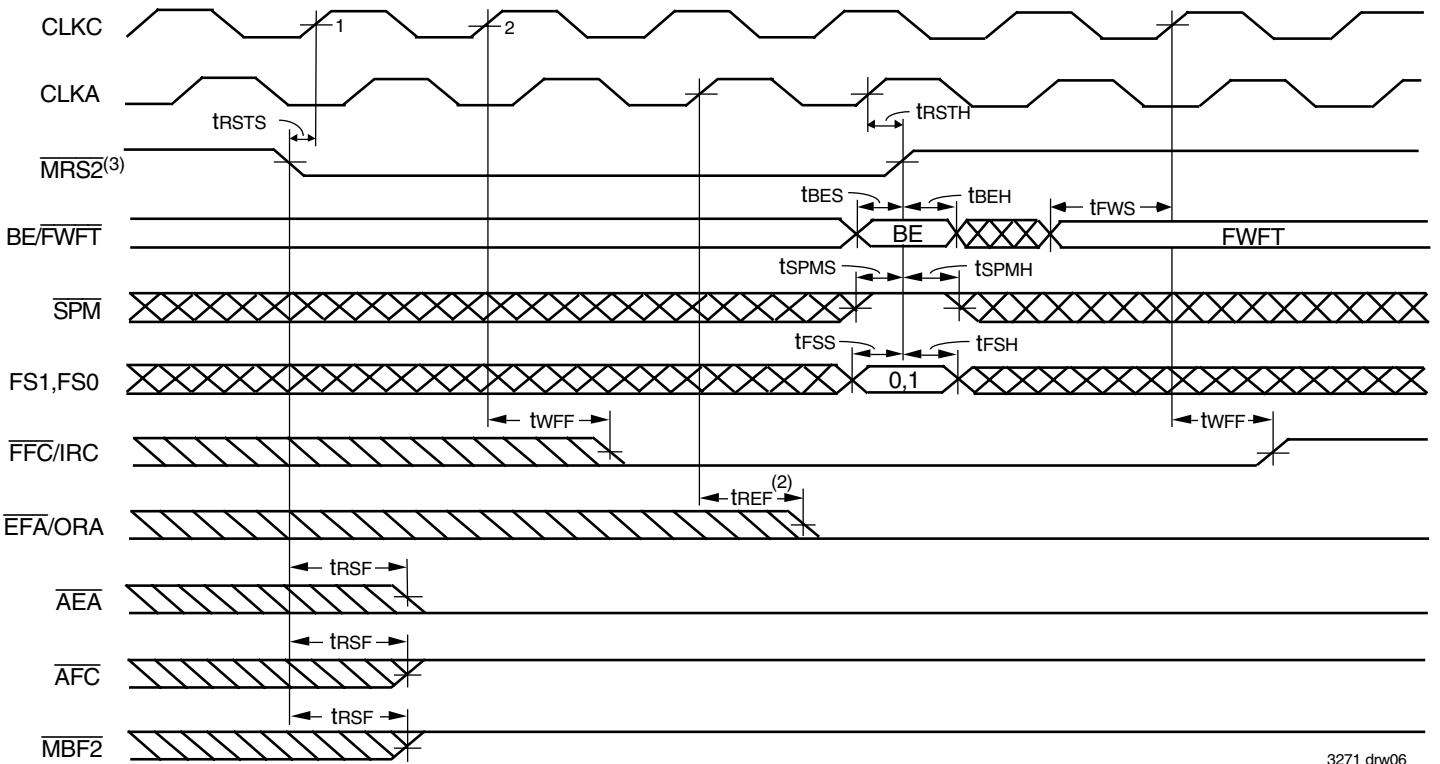 CLKC
1
2
CLKA
tRSTS
tRSTH
MRS2(3)
tBES
tBEH
tFWS
BE/FWFT
BE
FWFT
tSPMS
tSPMH
SPM
tFSS
tFSH
FS1,FS0
0,1
tWFF
tWFF
FFC/IRC
tREF(2)
EFA/ORA
tRSF
AEA
tRSF
AFC
tRSF
MBF2
3271 drw06